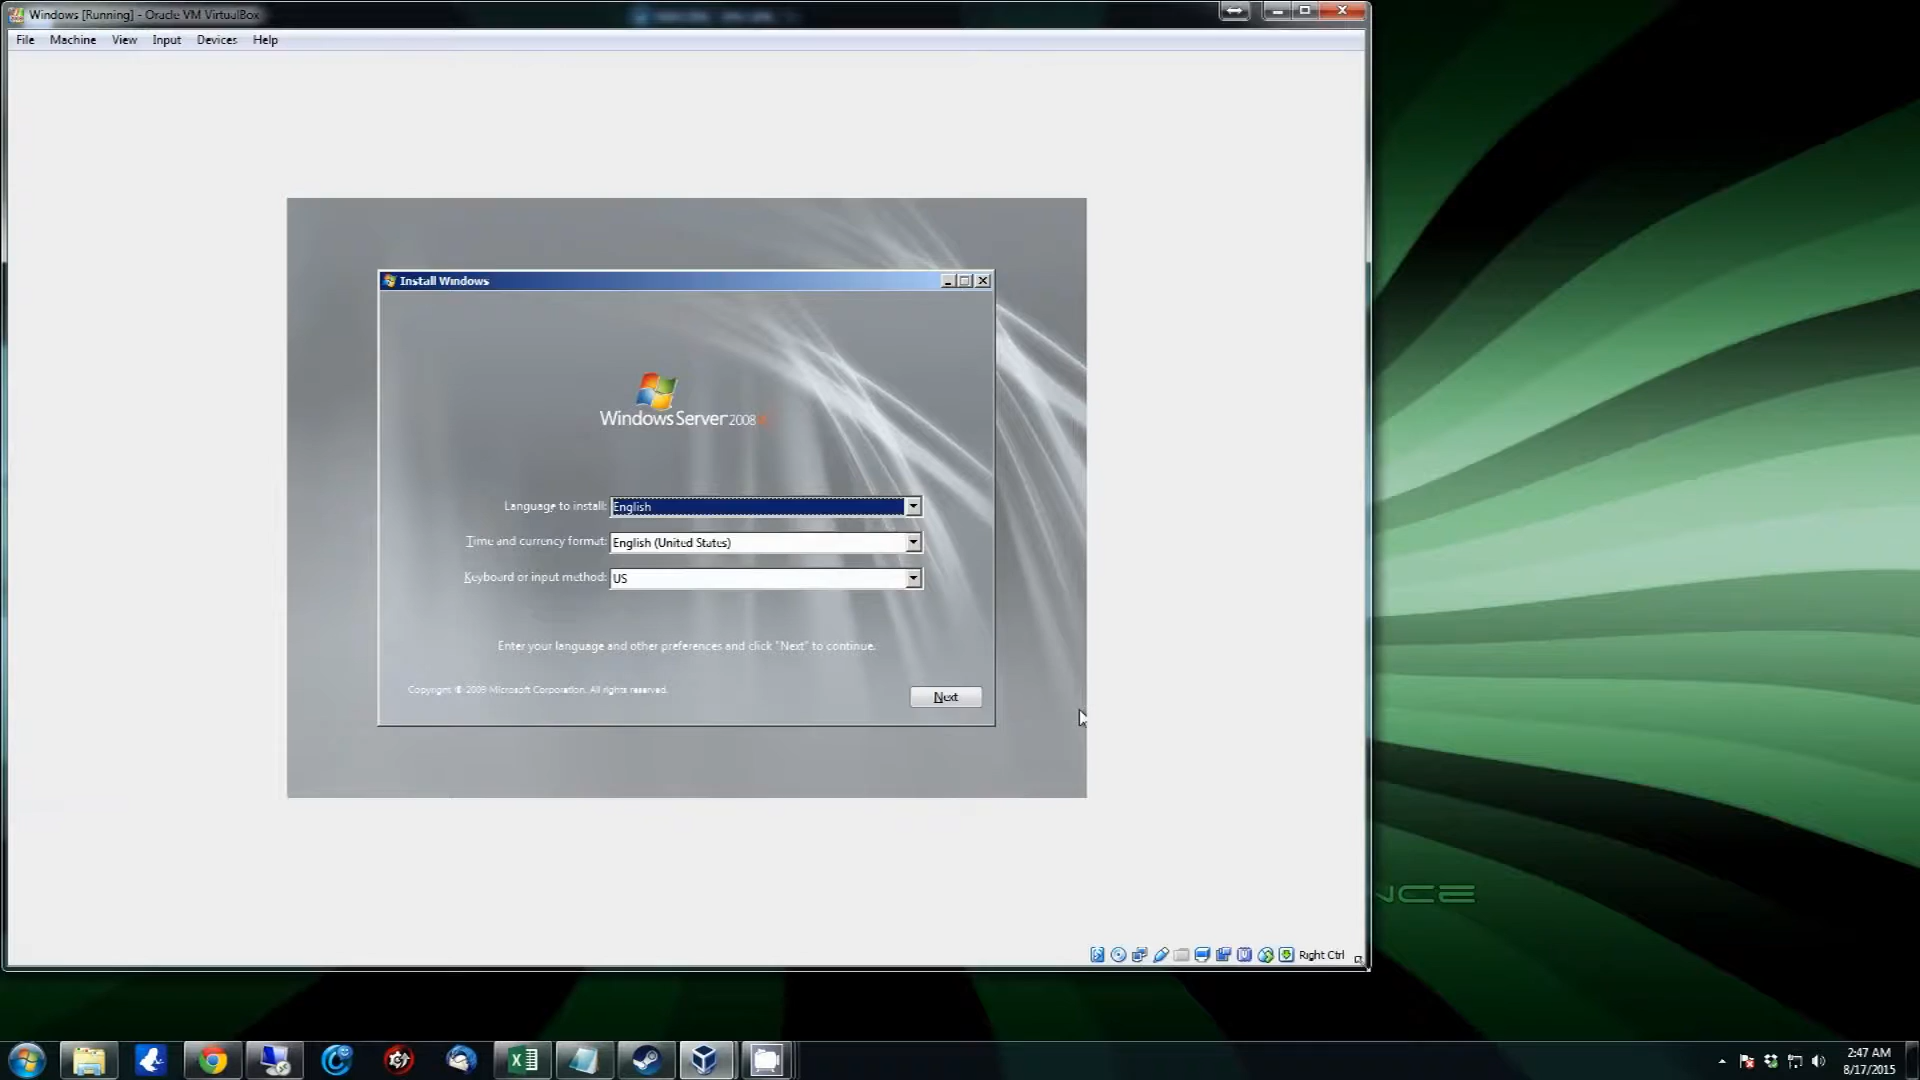 Windows [Running] - Oracle VM VirtualBox
File Machine View Input Devices Help
Install Windows
Windows Server 2008
Language to install: English
Time and currency format: English (United States)
Keyboard or input method: US
Enter your language and other preferences and click "Next" to continue.
Copyright © 2009 Microsoft Corporation. All rights reserved.
Next
NCE
Right Ctrl
2:47 AM
8/17/2015